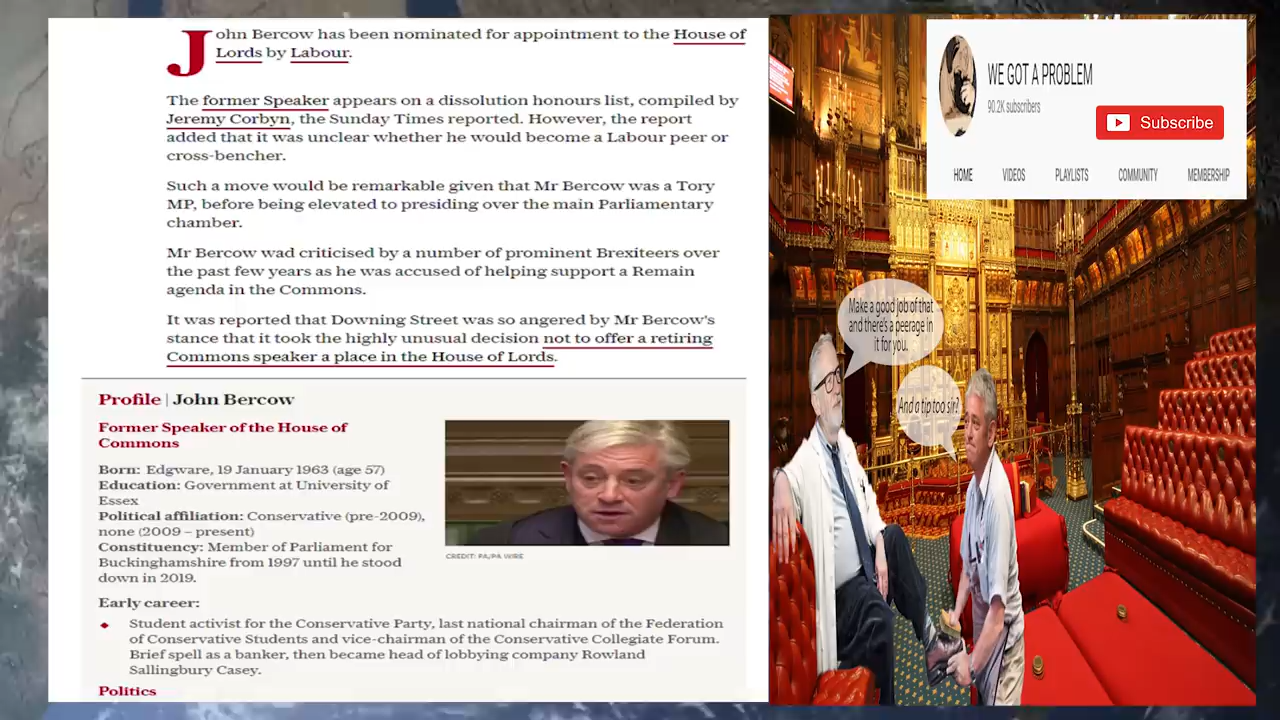 John Bercow has been nominated for appointment to the House of
Lords by Labour.
The former Speaker appears on a dissolution honours list, compiled by
Jeremy Corbyn, the Sunday Times reported. However, the report
added that it was unclear whether he would become a Labour peer or
cross-bencher.
Such a move would be remarkable given that Mr Bercow was a Tory
MP, before being elevated to presiding over the main Parliamentary
chamber.
Mr Bercow wad criticised by a number of prominent Brexiteers over
the past few years as he was accused of helping support a Remain
agenda in the Commons.
It was reported that Downing Street was so angered by Mr Bercow's
stance that it took the highly unusual decision not to offer a retiring
Commons speaker a place in the House of Lords.
Profile | John Bercow
Former Speaker of the House of
Commons
Born: Edgware, 19 January 1963 (age 57)
Education: Government at University of
Essex
Political affiliation: Conservative (pre-2009),
none (2009 – present)
Constituency: Member of Parliament for
Buckinghamshire from 1997 until he stood
down in 2019.
CREDIT: PA/PA WIRE
Early career:
Student activist for the Conservative Party, last national chairman of the Federation
of Conservative Students and vice-chairman of the Conservative Collegiate Forum.
Brief spell as a banker, then became head of lobbying company Rowland
Sallingbury Casey.
Politics
WE GOT A PROBLEM
90.2K subscribers
Subscribe
HOME VIDEOS PLAYLISTS COMMUNITY MEMBERSHIP
Make a good job of that
and there's a peerage in
it for you.
And a tip too sir?